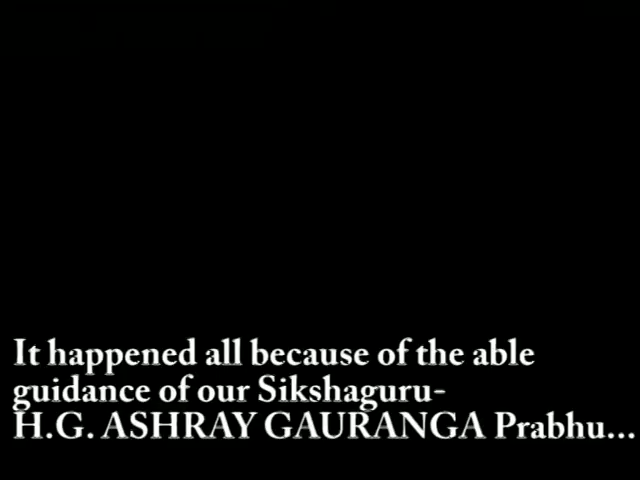 It happened all because of the able
guidance of our Sikshaguru-
H.G. ASHRAY GAURANGA Prabhu...